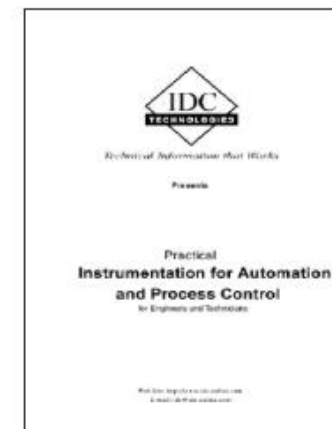 IDC
TECHNOLOGIES
Technical Information that Works
Presents
Practical
Instrumentation for Automation
and Process Control
for Engineers and Technicians